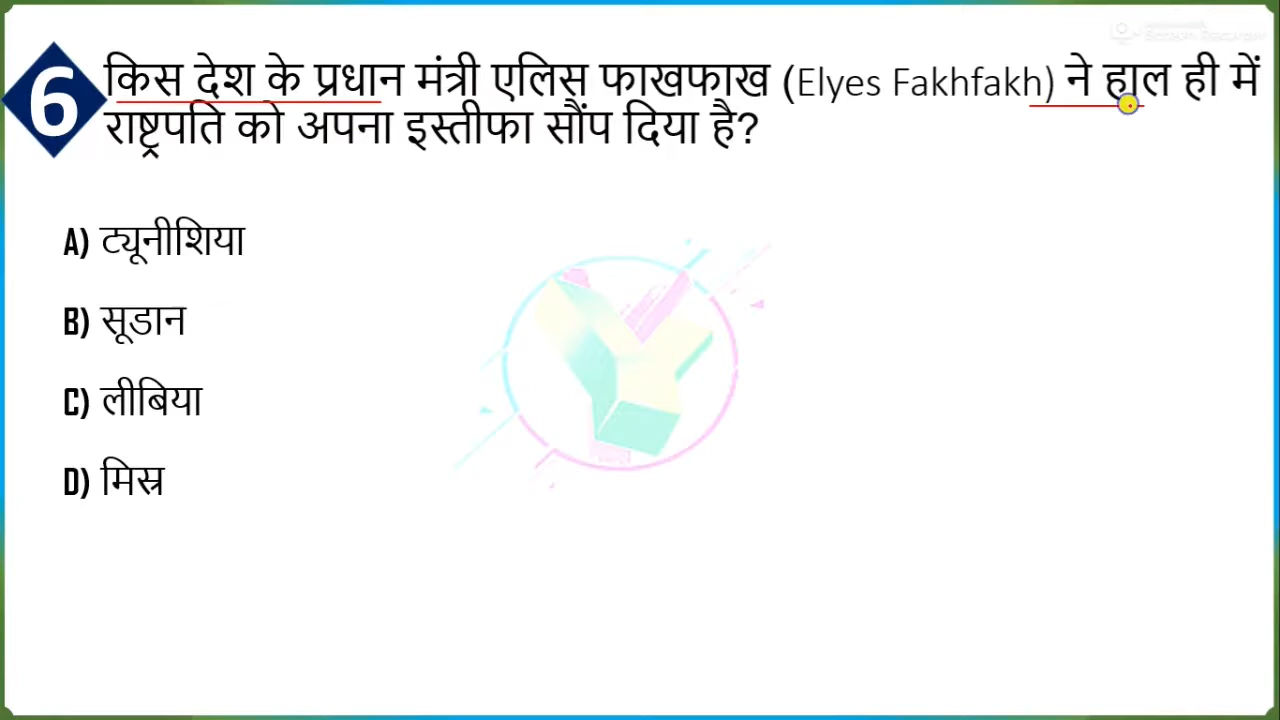 6
किस देश के प्रधान मंत्री एलिस फाखफाख (Elyes Fakhfakh) ने हाल ही में
राष्ट्रपति को अपना इस्तीफा सौंप दिया है?
A) ट्यूनीशिया
B) सूडान
C) लीबिया
D) मिस्र